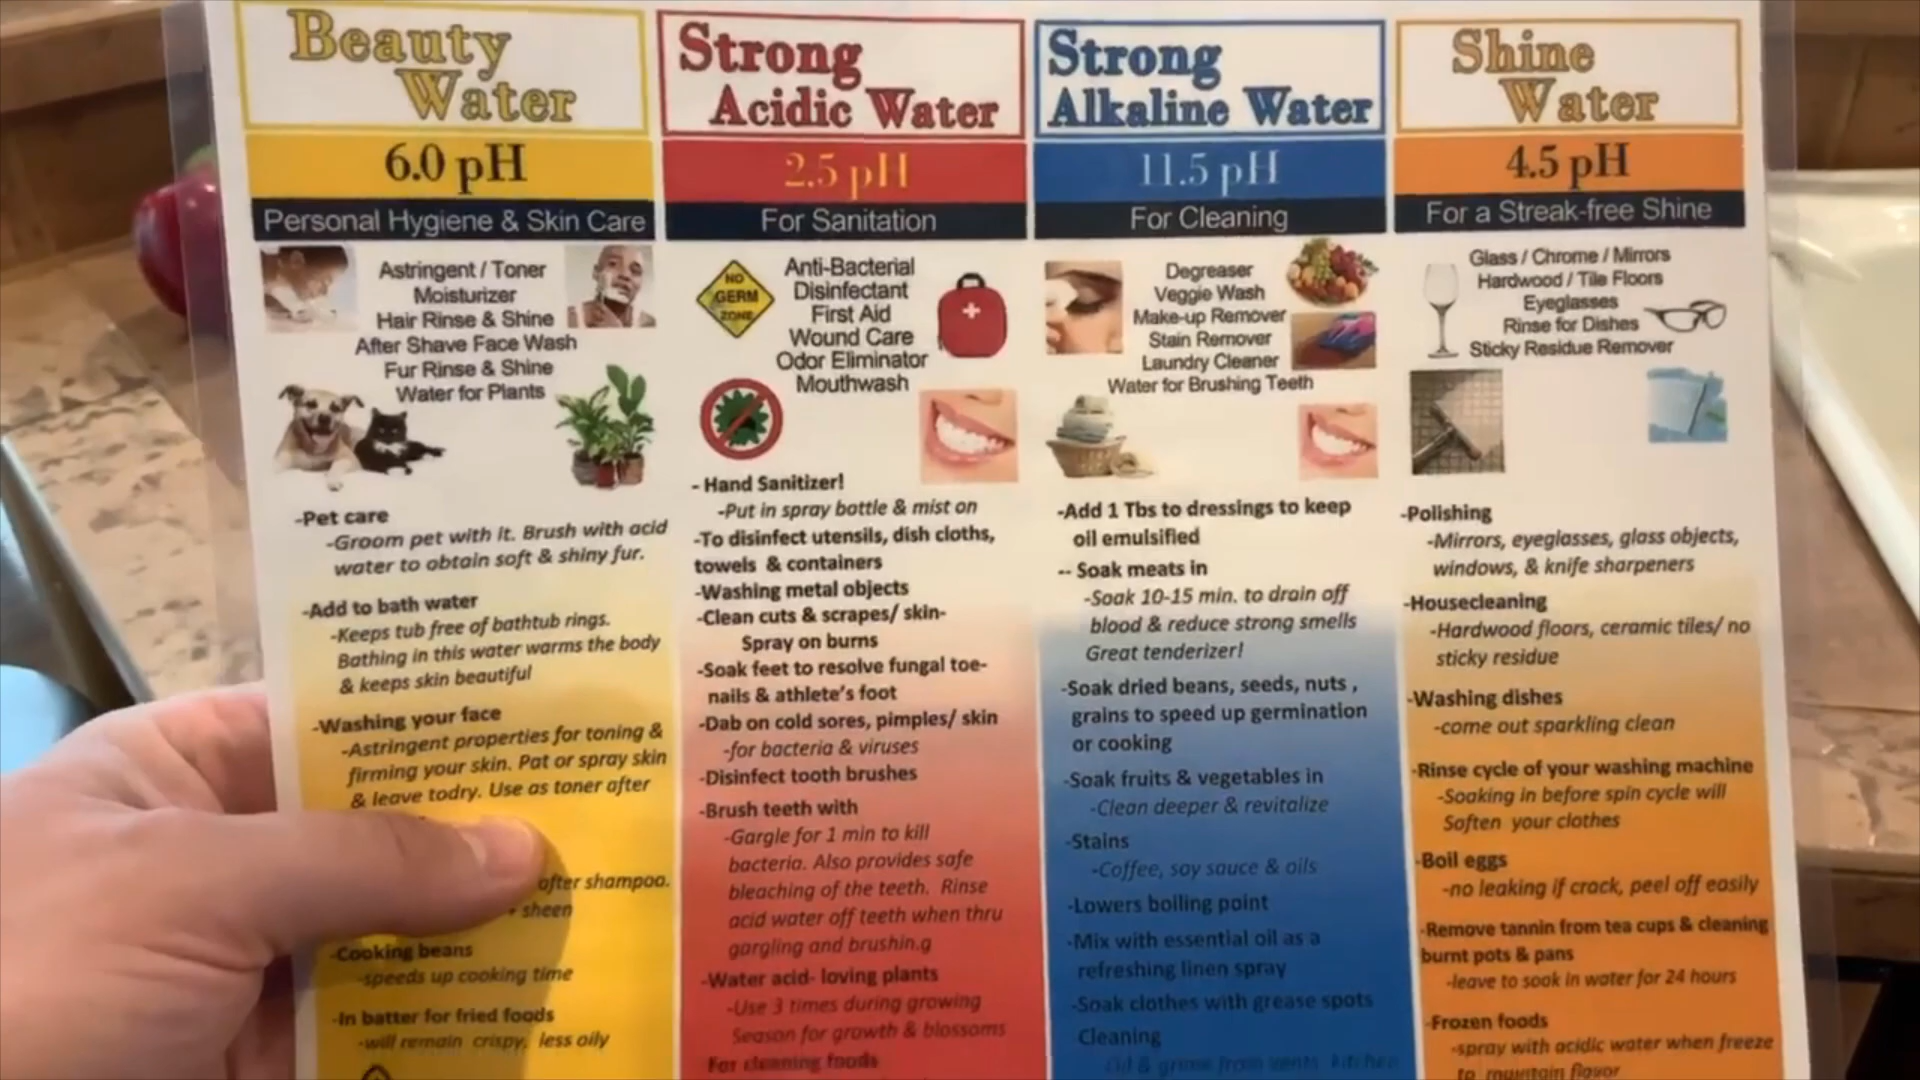 Beauty
Water
6.0 pH
Personal Hygiene & Skin Care
Astringent / Toner
Moisturizer
Hair Rinse & Shine
After Shave Face Wash
Fur Rinse & Shine
Water for Plants
-Pet care
-Groom pet with it. Brush with acid
water to obtain soft & shiny fur.
-Add to bath water
-Keeps tub free of bathtub rings.
Bathing in this water warms the body
& keeps skin beautiful
-Washing your face
-Astringent properties for toning &
firming your skin. Pat or spray skin
& leave todry. Use as toner after
after shampoo.
sheen
-Cooking beans
-speeds up cooking time
-In batter for fried foods
-will remain crispy, less oily
Strong
Acidic Water
2.5 pH
For Sanitation
NO
GERM
ZONE
Anti-Bacterial
Disinfectant
First Aid
Wound Care
Odor Eliminator
Mouthwash
- Hand Sanitizer!
-Put in spray bottle & mist on
-To disinfect utensils, dish cloths,
towels & containers
-Washing metal objects
-Clean cuts & scrapes/ skin-
Spray on burns
-Soak feet to resolve fungal toe-
nails & athlete's foot
-Dab on cold sores, pimples/ skin
-for bacteria & viruses
-Disinfect tooth brushes
-Brush teeth with
-Gargle for 1 min to kill
bacteria. Also provides safe
bleaching of the teeth. Rinse
acid water off teeth when thru
gargling and brushin.g
-Water acid- loving plants
-Use 3 times during growing
Season for growth & blossoms
For cleaning foods
Strong
Alkaline Water
11.5 pH
For Cleaning
Degreaser
Veggie Wash
Make-up Remover
Stain Remover
Laundry Cleaner
Water for Brushing Teeth
-Add 1 Tbs to dressings to keep
oil emulsified
-- Soak meats in
-Soak 10-15 min. to drain off
blood & reduce strong smells
Great tenderizer!
-Soak dried beans, seeds, nuts ,
grains to speed up germination
or cooking
-Soak fruits & vegetables in
-Clean deeper & revitalize
-Stains
-Coffee, soy sauce & oils
-Lowers boiling point
-Mix with essential oil as a
refreshing linen spray
-Soak clothes with grease spots
Cleaning
Oil & grime from vents, kitchen
Shine
Water
4.5 pH
For a Streak-free Shine
Glass / Chrome / Mirrors
Hardwood / Tile Floors
Eyeglasses
Rinse for Dishes
Sticky Residue Remover
-Polishing
-Mirrors, eyeglasses, glass objects,
windows, & knife sharpeners
-Housecleaning
-Hardwood floors, ceramic tiles/ no
sticky residue
-Washing dishes
-come out sparkling clean
-Rinse cycle of your washing machine
-Soaking in before spin cycle will
Soften your clothes
-Boil eggs
-no leaking if crack, peel off easily
-Remove tannin from tea cups & cleaning
burnt pots & pans
-leave to soak in water for 24 hours
-Frozen foods
-spray with acidic water when freeze
to maintain flavor